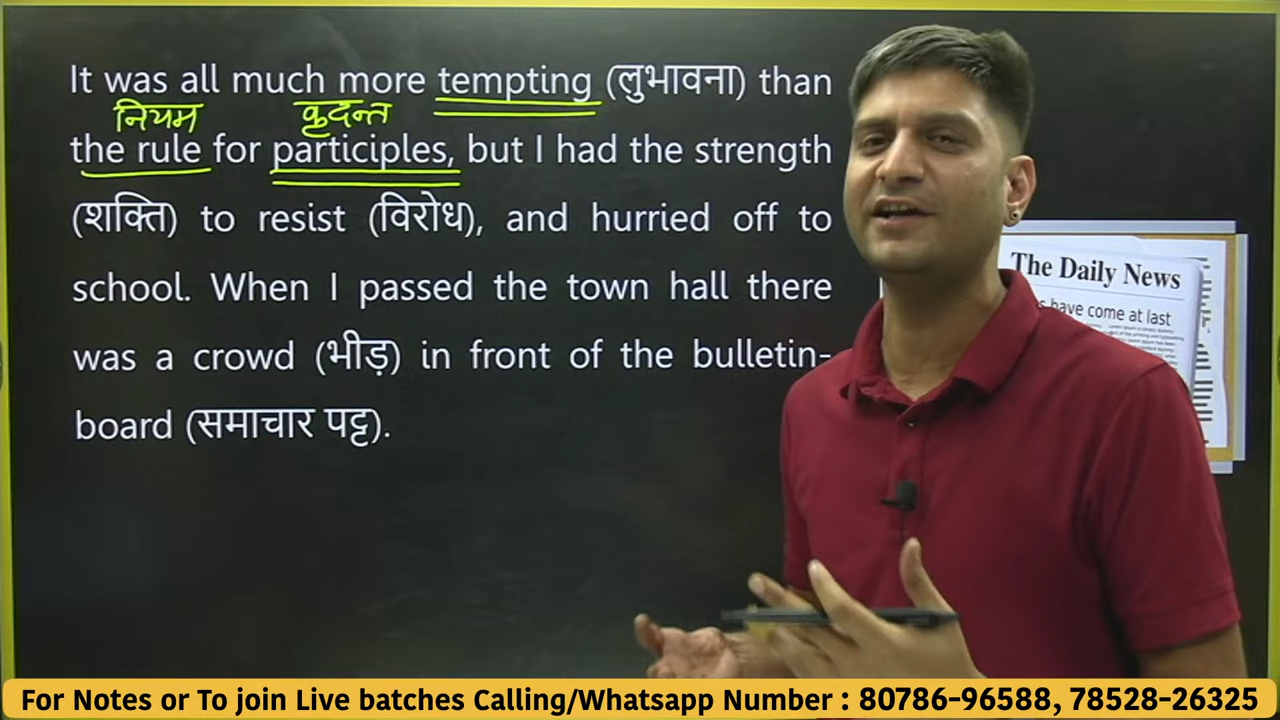 It was all much more tempting (लुभावना) than
नियम कृदन्त
the rule for participles, but I had the strength
(शक्ति) to resist (विरोध), and hurried off to
school. When I passed the town hall there
was a crowd (भीड़) in front of the bulletin-
board (समाचार पट्ट).
The Daily News
s have come at last
For Notes or To join Live batches Calling/Whatsapp Number : 80786-96588, 78528-26325